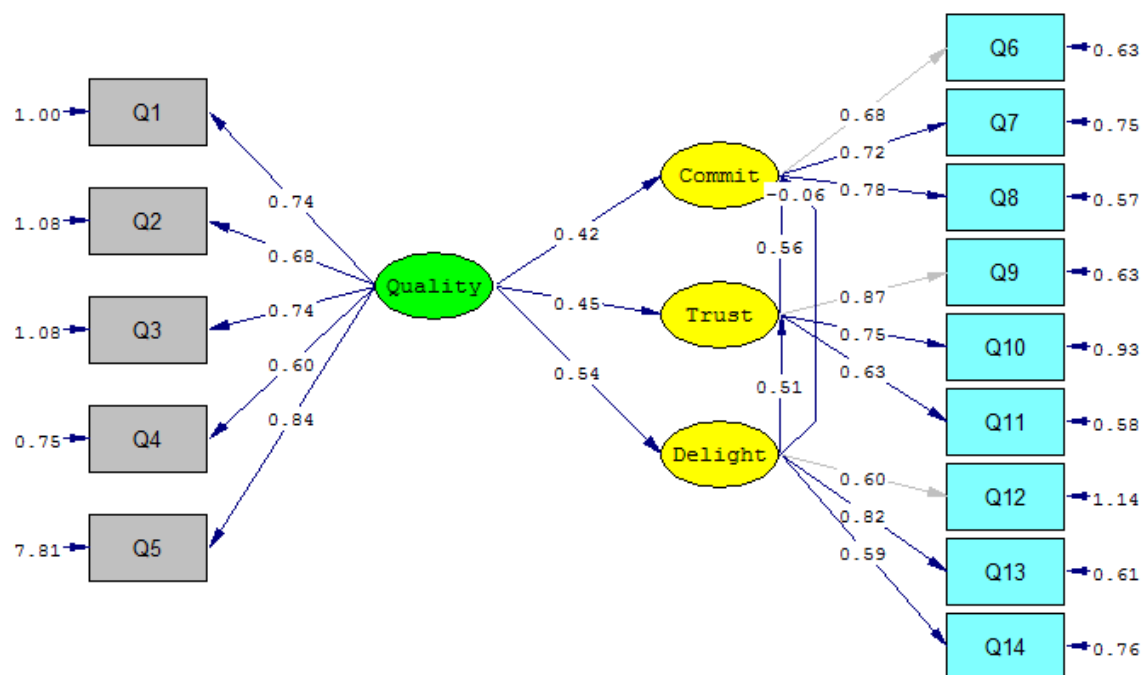 Q6
0.63
1.00
Q1
0.68
Q7
0.75
0.72
Commit
0.74
-0.06
0.78
Q8
0.57
1.08
Q2
0.42
0.68
0.56
Q9
0.63
Quality
0.87
0.74
0.45
Trust
1.08
Q3
0.75
Q10
0.93
0.60
0.54
0.63
0.51
0.84
Q11
0.58
0.75
Q4
Delight
0.60
Q12
1.14
0.82
7.81
Q5
0.59
Q13
0.61
Q14
0.76